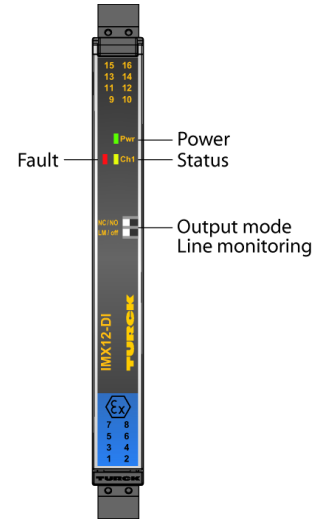 15 16
13 14
11 12
9 10
Pwr
Power
Fault
Ch1
Status
NC/NO
Output mode
LM/off
Line monitoring
IMX12-DI
TURCK
Ex
7 8
5 6
3 4
1 2
TURCK